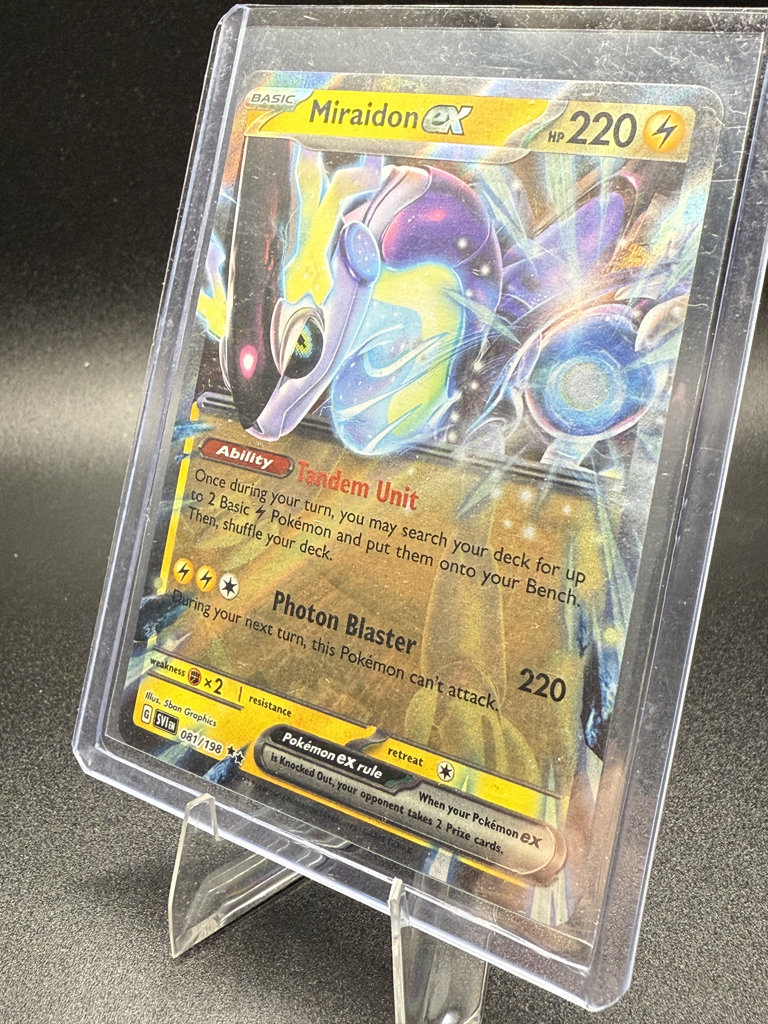 BASIC Miraidon ex HP 220
Ability Tandem Unit
Once during your turn, you may search your deck for up
to 2 Basic Pokémon and put them onto your Bench.
Then, shuffle your deck.
Photon Blaster 220
During your next turn, this Pokémon can't attack.
weakness ×2 resistance retreat
Illus. 5ban Graphics
G SVI EN 081/198
Pokémon ex rule When your Pokémon ex
is Knocked Out, your opponent takes 2 Prize cards.